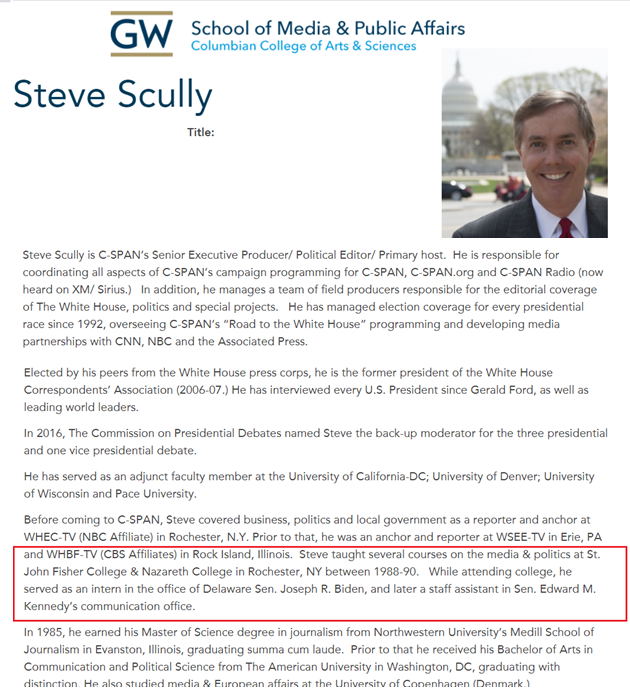 GW School of Media & Public Affairs
Columbian College of Arts & Sciences
Steve Scully
Title:
Steve Scully is C-SPAN's Senior Executive Producer/ Political Editor/ Primary host.  He is responsible for
coordinating all aspects of C-SPAN's campaign programming for C-SPAN, C-SPAN.org and C-SPAN Radio (now
heard on XM/ Sirius.)   In addition, he manages a team of field producers responsible for the editorial coverage
of The White House, politics and special projects.   He has managed election coverage for every presidential
race since 1992, overseeing C-SPAN's "Road to the White House" programming and developing media
partnerships with CNN, NBC and the Associated Press.
Elected by his peers from the White House press corps, he is the former president of the White House
Correspondents' Association (2006-07.) He has interviewed every U.S. President since Gerald Ford, as well as
leading world leaders.
In 2016, The Commission on Presidential Debates named Steve the back-up moderator for the three presidential
and one vice presidential debate.
He has served as an adjunct faculty member at the University of California-DC; University of Denver; University
of Wisconsin and Pace University.
Before coming to C-SPAN, Steve covered business, politics and local government as a reporter and anchor at
WHEC-TV (NBC Affiliate) in Rochester, N.Y. Prior to that, he was an anchor and reporter at WSEE-TV in Erie, PA
and WHBF-TV (CBS Affiliates) in Rock Island, Illinois.  Steve taught several courses on the media & politics at St.
John Fisher College & Nazareth College in Rochester, NY between 1988-90.   While attending college, he
served as an intern in the office of Delaware Sen. Joseph R. Biden, and later a staff assistant in Sen. Edward M.
Kennedy's communication office.
In 1985, he earned his Master of Science degree in journalism from Northwestern University's Medill School of
Journalism in Evanston, Illinois, graduating summa cum laude.  Prior to that he received his Bachelor of Arts in
Communication and Political Science from The American University in Washington, DC, graduating with
distinction. He also studied media & European affairs at the University of Copenhagen (Denmark.)